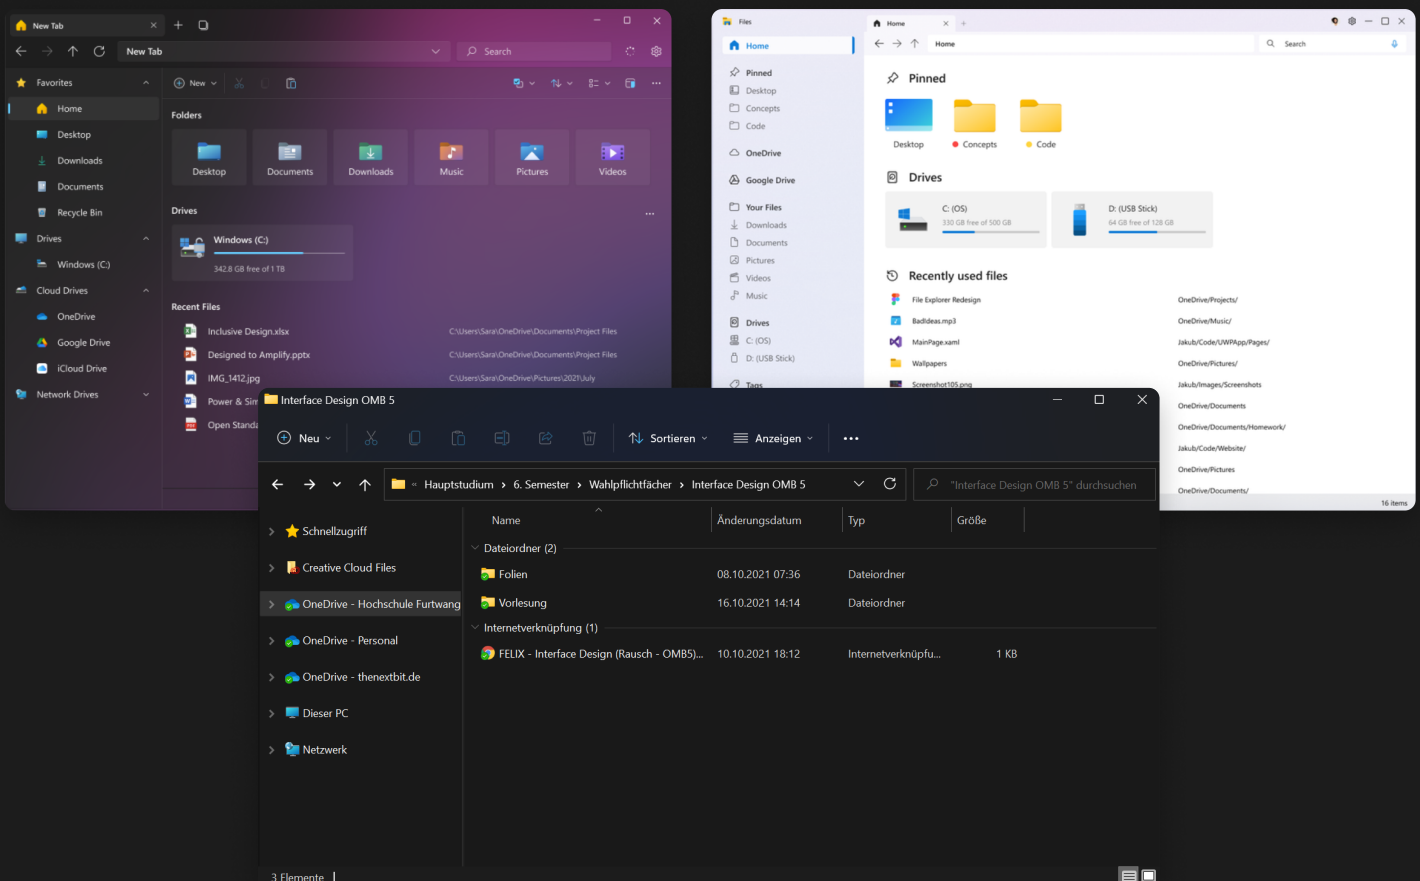 New Tab
New Tab
Search
Favorites
Home
Desktop
Downloads
Documents
Recycle Bin
Drives
Windows (C:)
Cloud Drives
OneDrive
Google Drive
iCloud Drive
Network Drives
New
Folders
Desktop
Documents
Downloads
Music
Pictures
Videos
Drives
Windows (C:)
342.8 GB free of 1 TB
Recent Files
Inclusive Design.xlsx C:\Users\Sara\OneDrive\Documents\Project Files
Designed to Amplify.pptx C:\Users\Sara\OneDrive\Documents\Project Files
IMG_1412.jpg C:\Users\Sara\OneDrive\Pictures\2021\July
Power & Sim
Open Standa
Files
Home
Pinned
Desktop
Concepts
Code
OneDrive
Google Drive
Your Files
Downloads
Documents
Pictures
Videos
Music
Drives
C: (OS)
D: (USB Stick)
Tags
Home
Home
Search
Pinned
Desktop
Concepts
Code
Drives
C: (OS)
330 GB free of 500 GB
D: (USB Stick)
64 GB free of 128 GB
Recently used files
File Explorer Redesign OneDrive/Projects/
BadIdeas.mp3 OneDrive/Music/
MainPage.xaml Jakub/Code/UWPApp/Pages/
Wallpapers OneDrive/Pictures/
Screenshot105.png Jakub/Images/Screenshots
OneDrive/Documents
OneDrive/Documents/Homework/
Jakub/Code/Website/
OneDrive/Pictures
OneDrive/Documents/
16 items
Interface Design OMB 5
Neu
Sortieren
Anzeigen
« Hauptstudium > 6. Semester > Wahlpflichtfächer > Interface Design OMB 5
"Interface Design OMB 5" durchsuchen
Schnellzugriff
Creative Cloud Files
OneDrive - Hochschule Furtwang
OneDrive - Personal
OneDrive - thenextbit.de
Dieser PC
Netzwerk
Name Änderungsdatum Typ Größe
Dateiordner (2)
Folien 08.10.2021 07:36 Dateiordner
Vorlesung 16.10.2021 14:14 Dateiordner
Internetverknüpfung (1)
FELIX - Interface Design (Rausch - OMB5)... 10.10.2021 18:12 Internetverknüpfu... 1 KB
3 Elemente